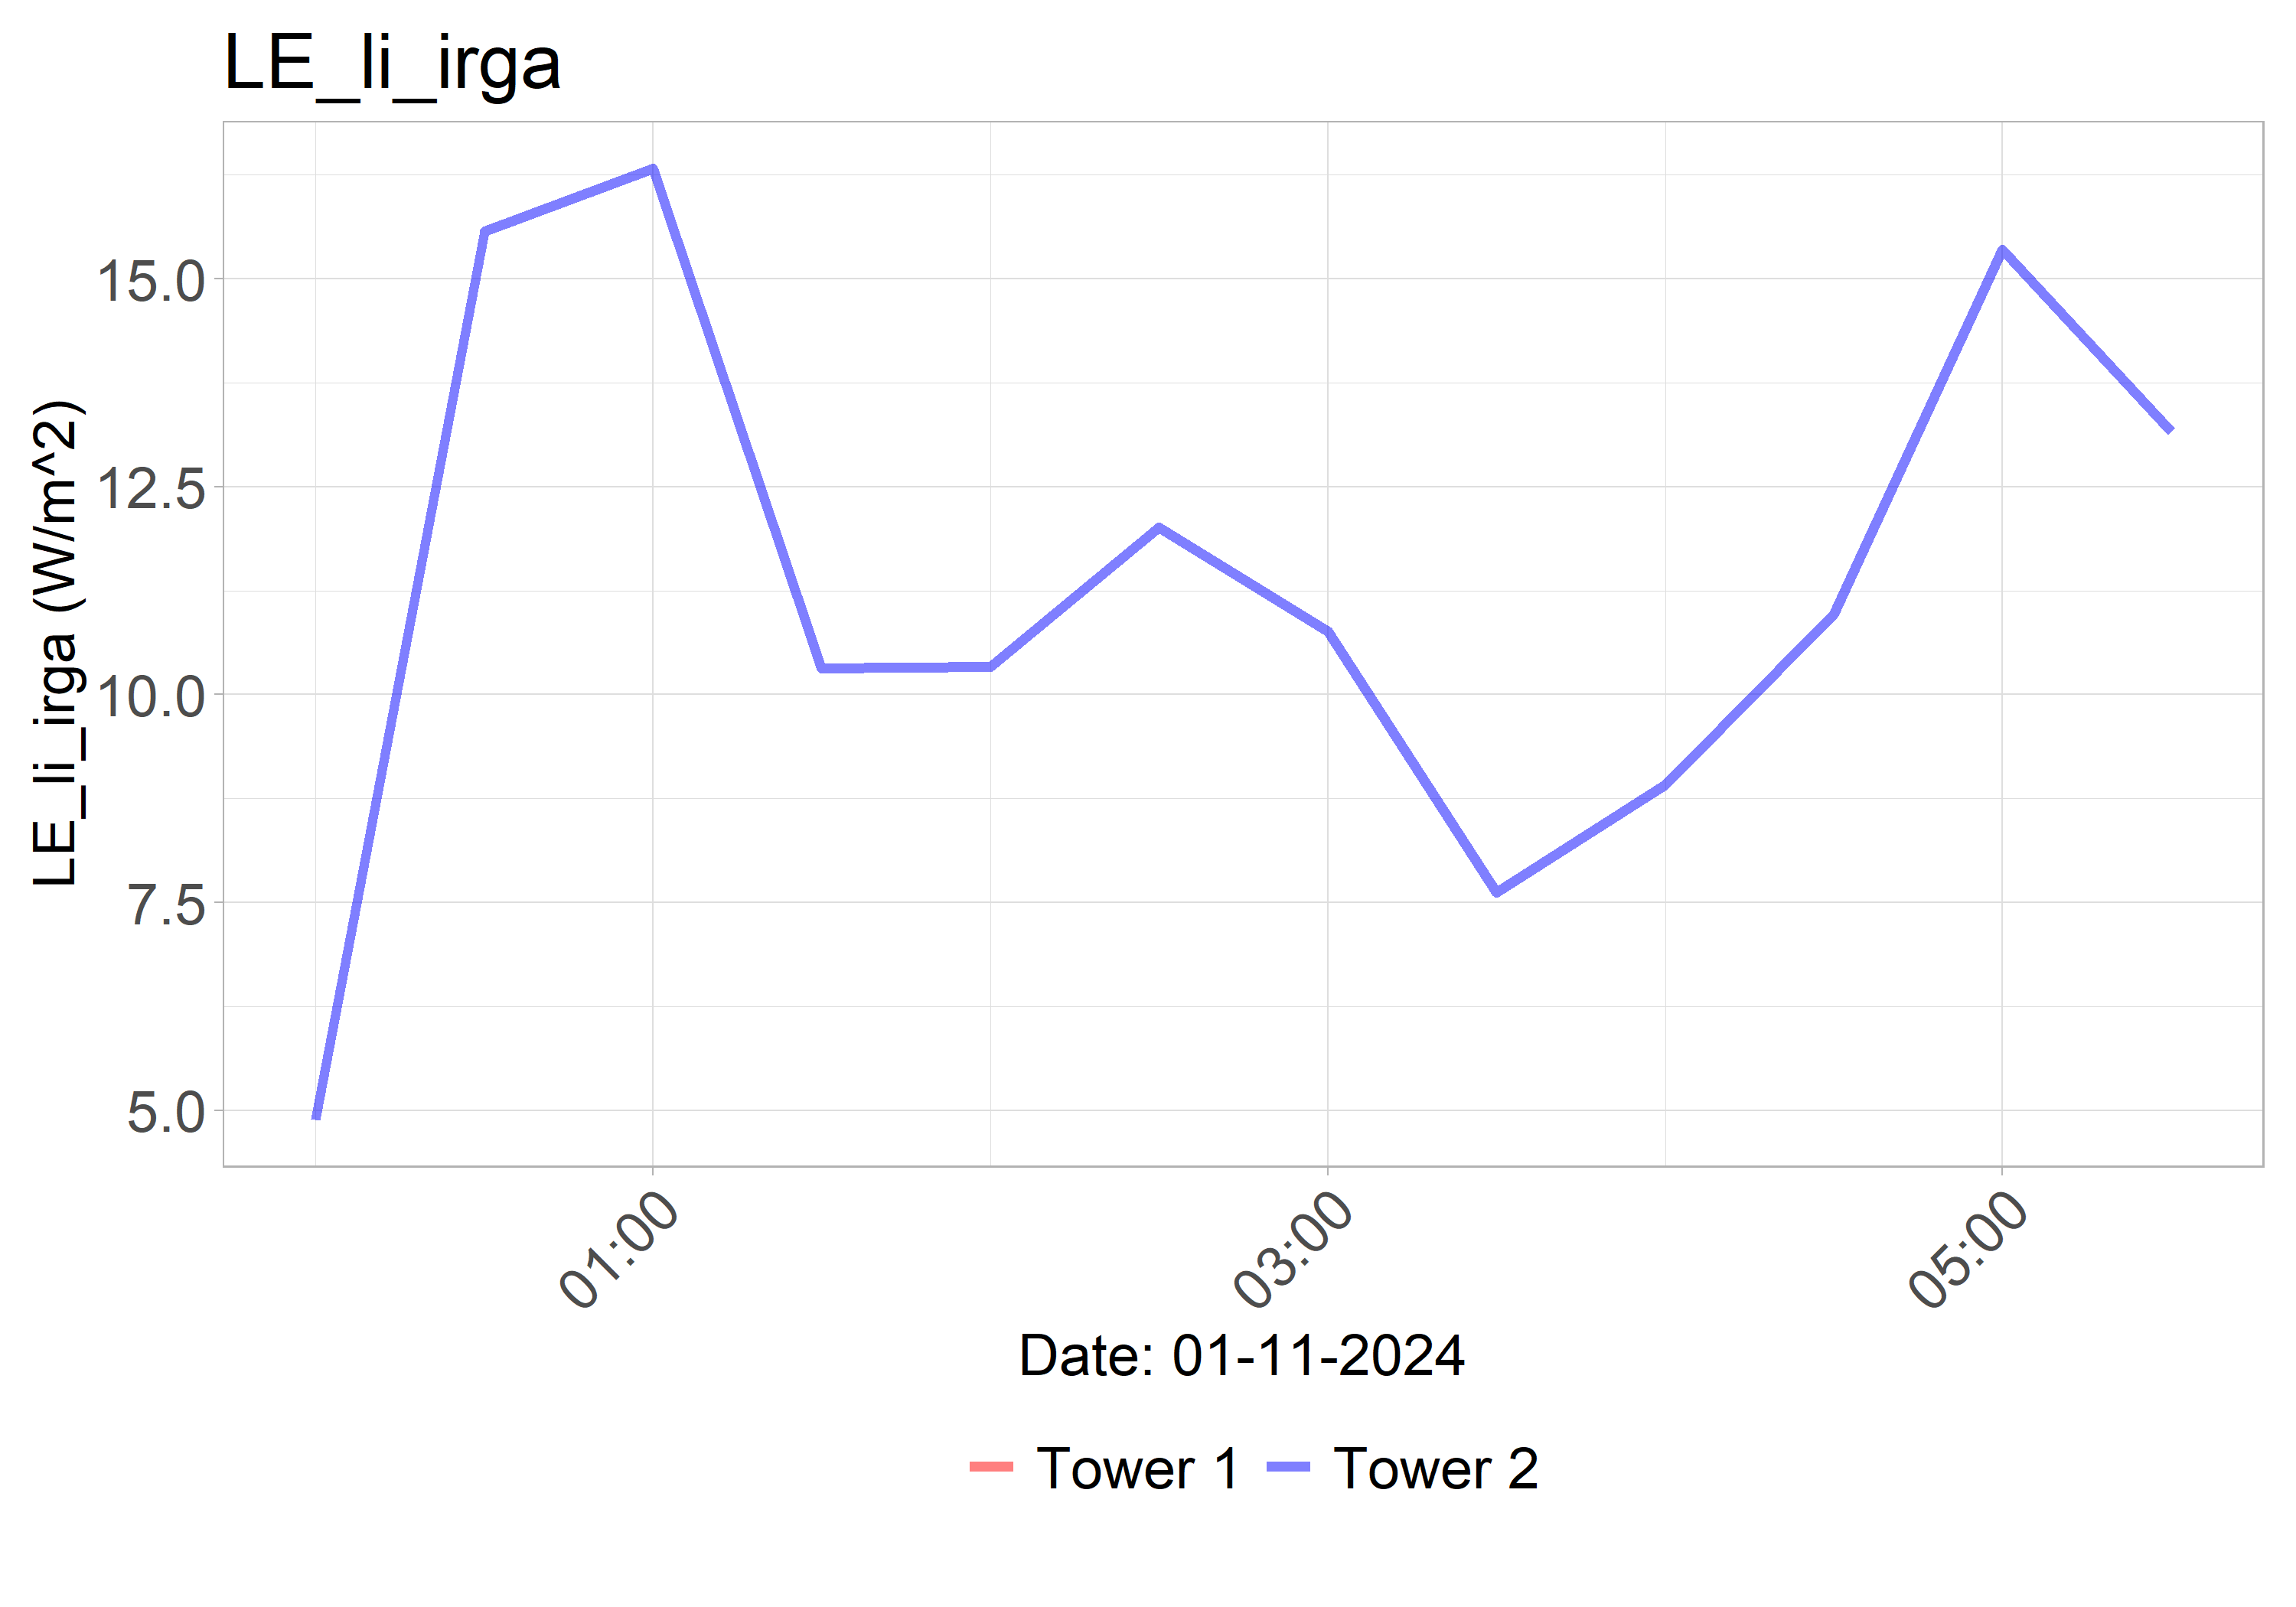 LE_li_irga
LE_li_irga (W/m^2)
15.0
12.5
10.0
7.5
5.0
01:00
03:00
05:00
Date: 01-11-2024
Tower 1
Tower 2